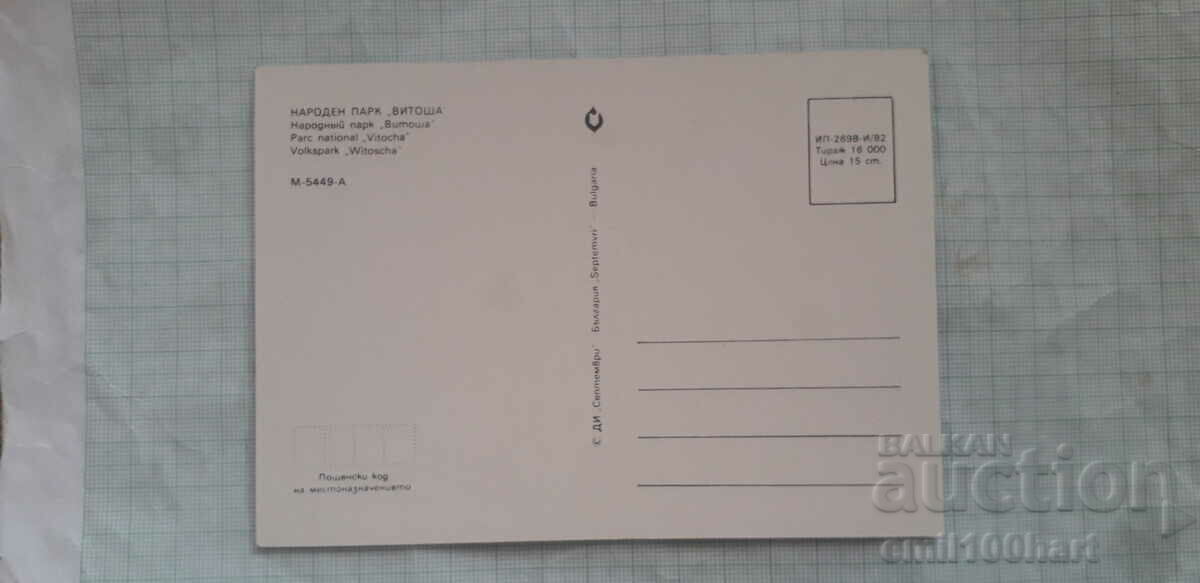 НАРОДЕН ПАРК „ВИТОША"
Народный парк „Витоша"
Parc national „Vitocha"
Volkspark „Witoscha"
М-5449-А
Пощенски код
на местоназначението
© ДИ „Септември" България „Septemvri" — Bulgaria
ИП-2698-И/82
Тираж 16 000
Цена 15 ст.
BALKAN
auction
emil100hart